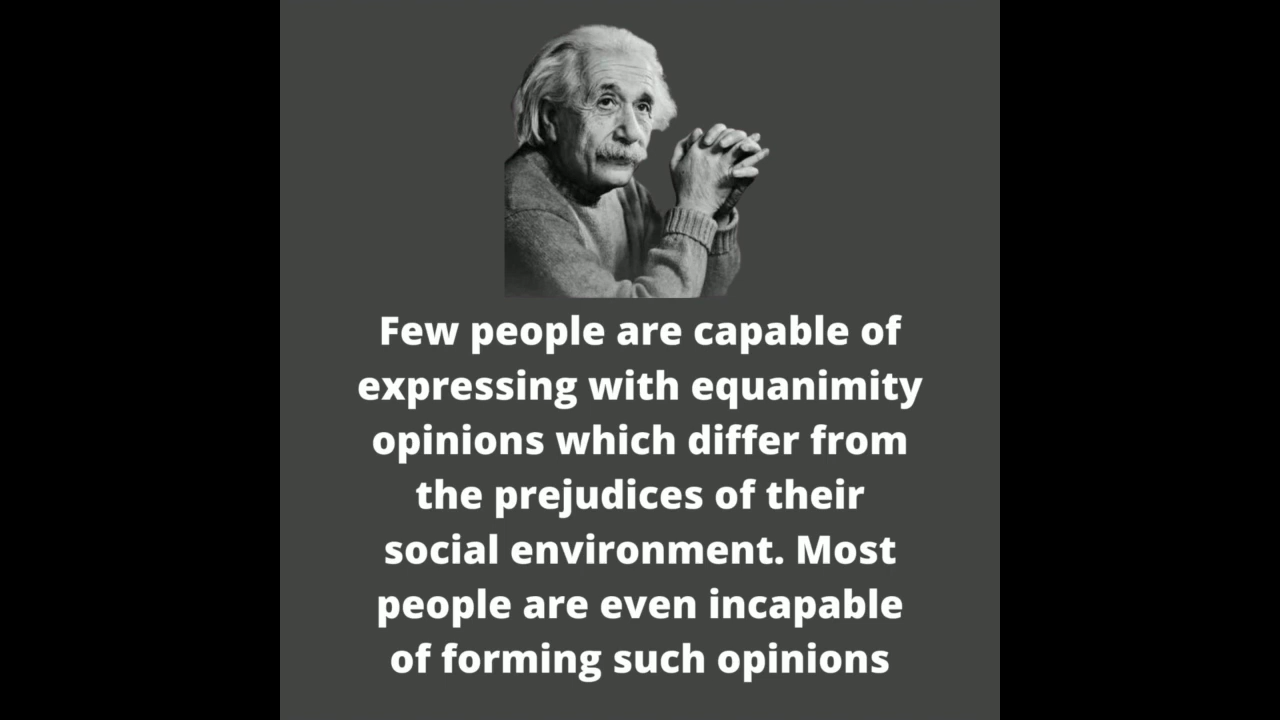 Few people are capable of
expressing with equanimity
opinions which differ from
the prejudices of their
social environment. Most
people are even incapable
of forming such opinions